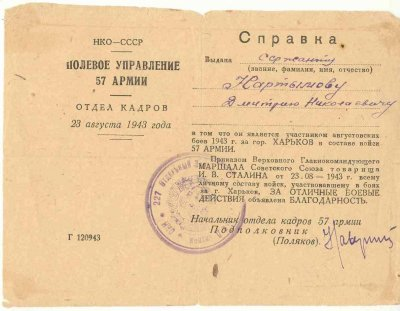 НКО—СССР
ПОЛЕВОЕ УПРАВЛЕНИЕ
57 АРМИИ
ОТДЕЛ КАДРОВ
23 августа 1943 года
Г 120943
Справка
Выдана сержанту
(звание, фамилия, имя, отчество)
Мартынову
Дмитрию Николаевичу
в том что он является участником августовских
боев 1943 г. за гор. ХАРЬКОВ в составе войск
57 АРМИИ.
Приказом Верховного Главнокомандующего
МАРШАЛА Советского Союза товарища
И. В. СТАЛИНА от 23.08—1943 г. всему
личному составу войск, участвовавшему в боях
за г. Харьков, ЗА ОТЛИЧНЫЕ БОЕВЫЕ
ДЕЙСТВИЯ объявлена БЛАГОДАРНОСТЬ.
Начальник отдела кадров 57 армии
Подполковник
(Поляков).
227